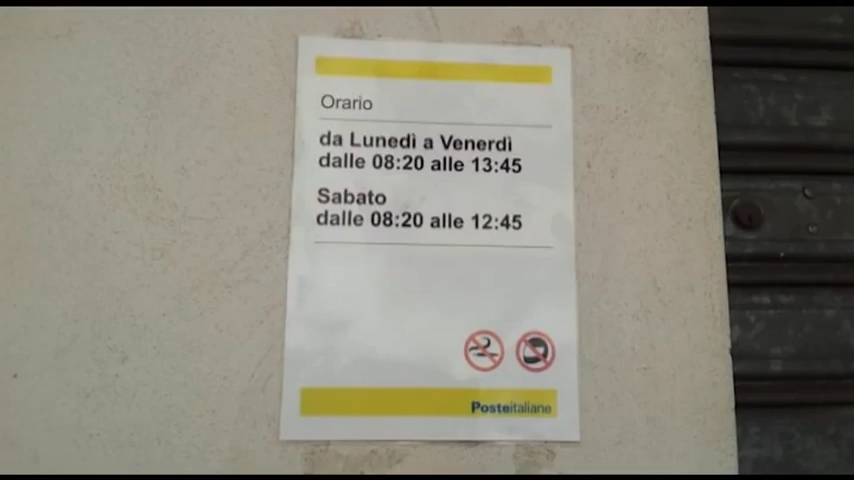 Orario
da Lunedì a Venerdì
dalle 08:20 alle 13:45
Sabato
dalle 08:20 alle 12:45
Posteitaliane